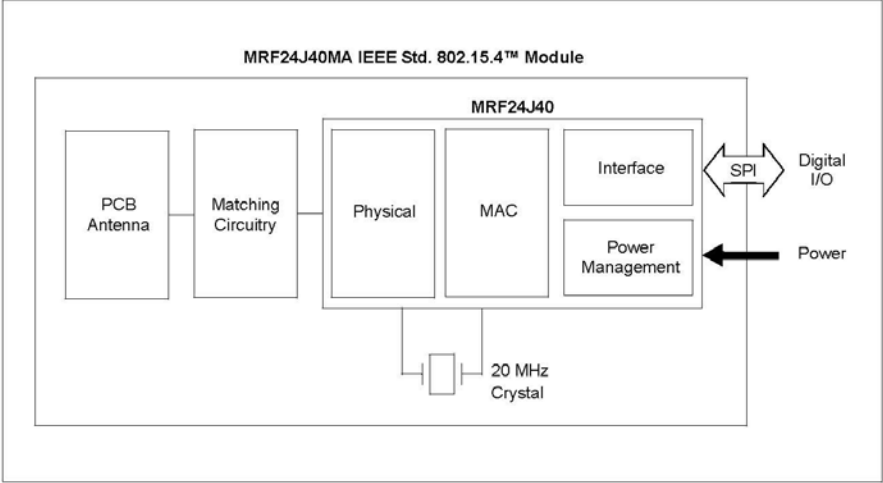 MRF24J40MA IEEE Std. 802.15.4™ Module
MRF24J40
PCB
Antenna
Matching
Circuitry
Physical
MAC
Interface
Power
Management
SPI
Digital
I/O
Power
20 MHz
Crystal